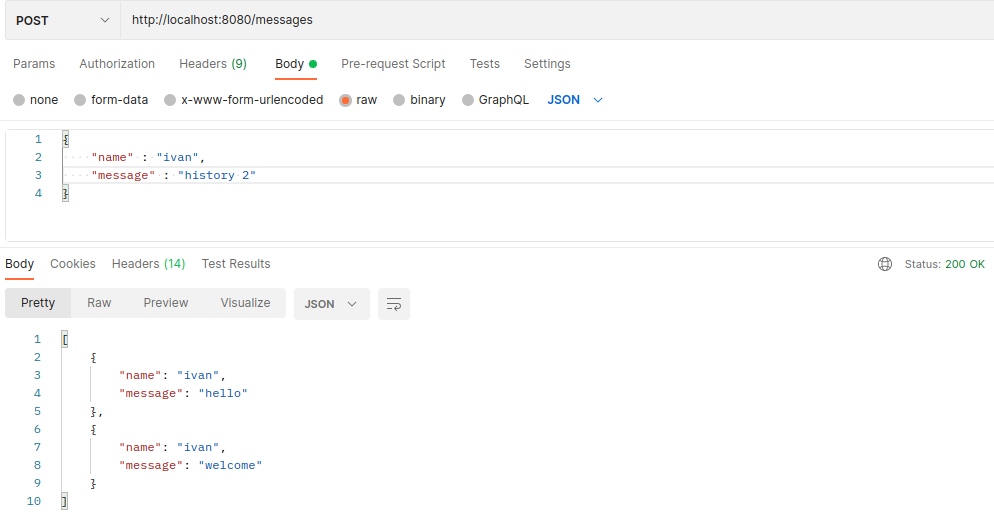 POST http://localhost:8080/messages
Params Authorization Headers (9) Body Pre-request Script Tests Settings
none form-data x-www-form-urlencoded raw binary GraphQL JSON
1 {
2 "name" : "ivan",
3 "message" : "history 2"
4 }
Body Cookies Headers (14) Test Results Status: 200 OK
Pretty Raw Preview Visualize JSON
1 [
2 {
3 "name": "ivan",
4 "message": "hello"
5 },
6 {
7 "name": "ivan",
8 "message": "welcome"
9 }
10 ]